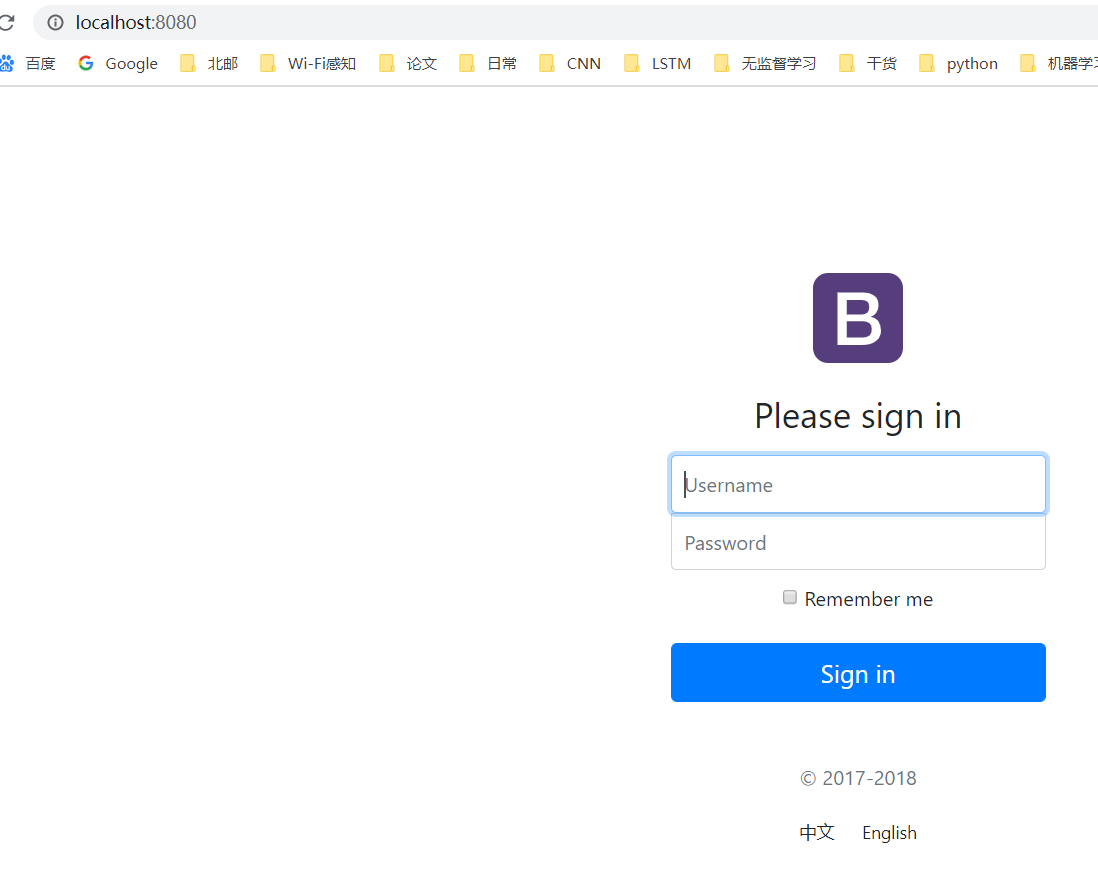 localhost:8080
百度 Google 北邮 Wi-Fi感知 论文 日常 CNN LSTM 无监督学习 干货 python 机器学习
B
Please sign in
Username
Password
Remember me
Sign in
© 2017-2018
中文 English